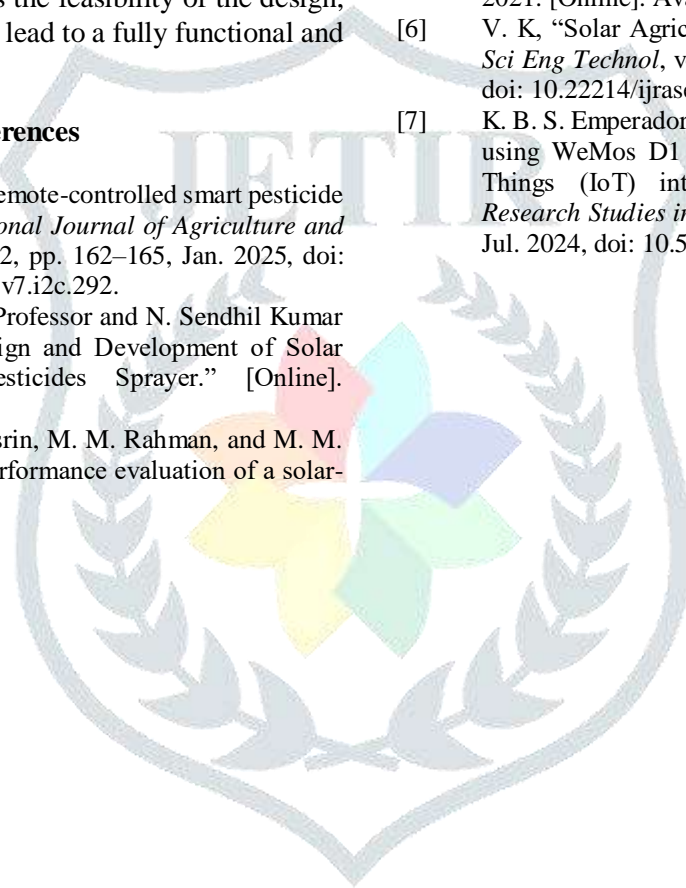 s the feasibility of the design,
lead to a fully functional and
erences
emote-controlled smart pesticide
onal Journal of Agriculture and
2, pp. 162–165, Jan. 2025, doi:
v7.i2c.292.
Professor and N. Sendhil Kumar
ign and Development of Solar
esticides Sprayer.” [Online].
srin, M. M. Rahman, and M. M.
rformance evaluation of a solar-
2021. [Online]. Ava
[6] V. K, “Solar Agric
Sci Eng Technol, v
doi: 10.22214/ijras
[7] K. B. S. Emperador
using WeMos D1
Things (IoT) int
Research Studies in
Jul. 2024, doi: 10.5
JETIR